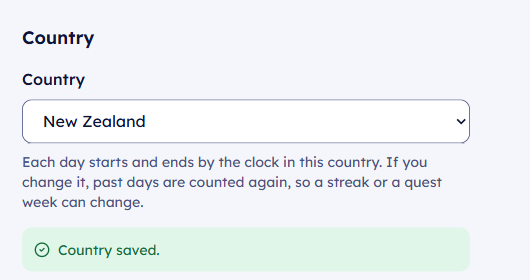 Country
Country
New Zealand
Each day starts and ends by the clock in this country. If you
change it, past days are counted again, so a streak or a quest
week can change.
Country saved.